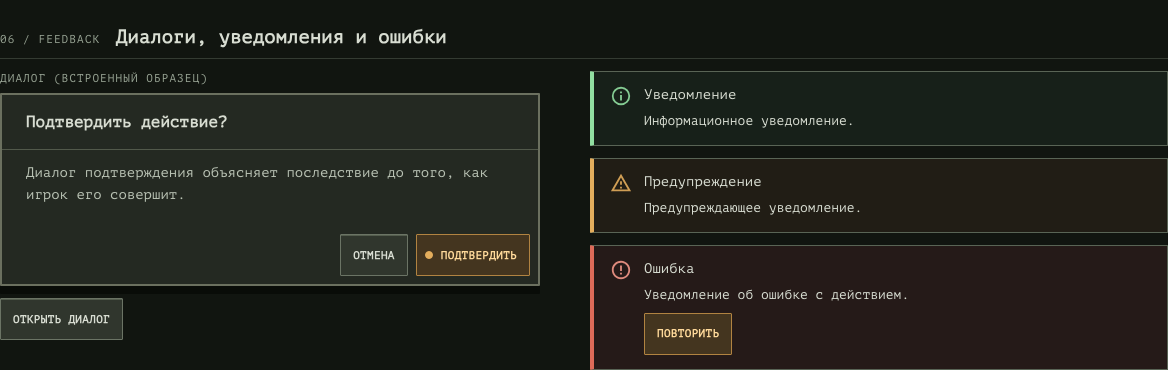 06 / FEEDBACK Диалоги, уведомления и ошибки
ДИАЛОГ (ВСТРОЕННЫЙ ОБРАЗЕЦ)
Подтвердить действие?
Диалог подтверждения объясняет последствие до того, как
игрок его совершит.
ОТМЕНА
ПОДТВЕРДИТЬ
ОТКРЫТЬ ДИАЛОГ
Уведомление
Информационное уведомление.
Предупреждение
Предупреждающее уведомление.
Ошибка
Уведомление об ошибке с действием.
ПОВТОРИТЬ